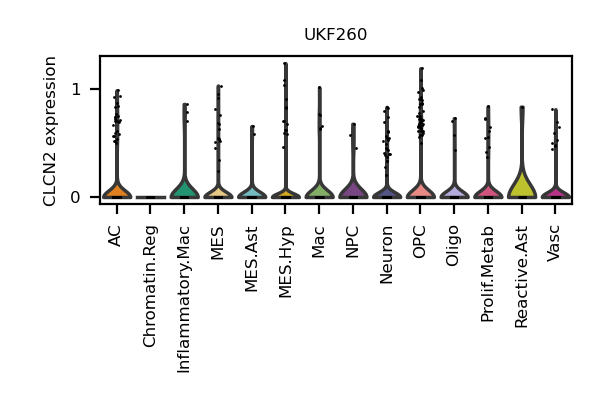 UKF260
CLCN2 expression
1
0
AC
Chromatin.Reg
Inflammatory.Mac
MES
MES.Ast
MES.Hyp
Mac
NPC
Neuron
OPC
Oligo
Prolif.Metab
Reactive.Ast
Vasc